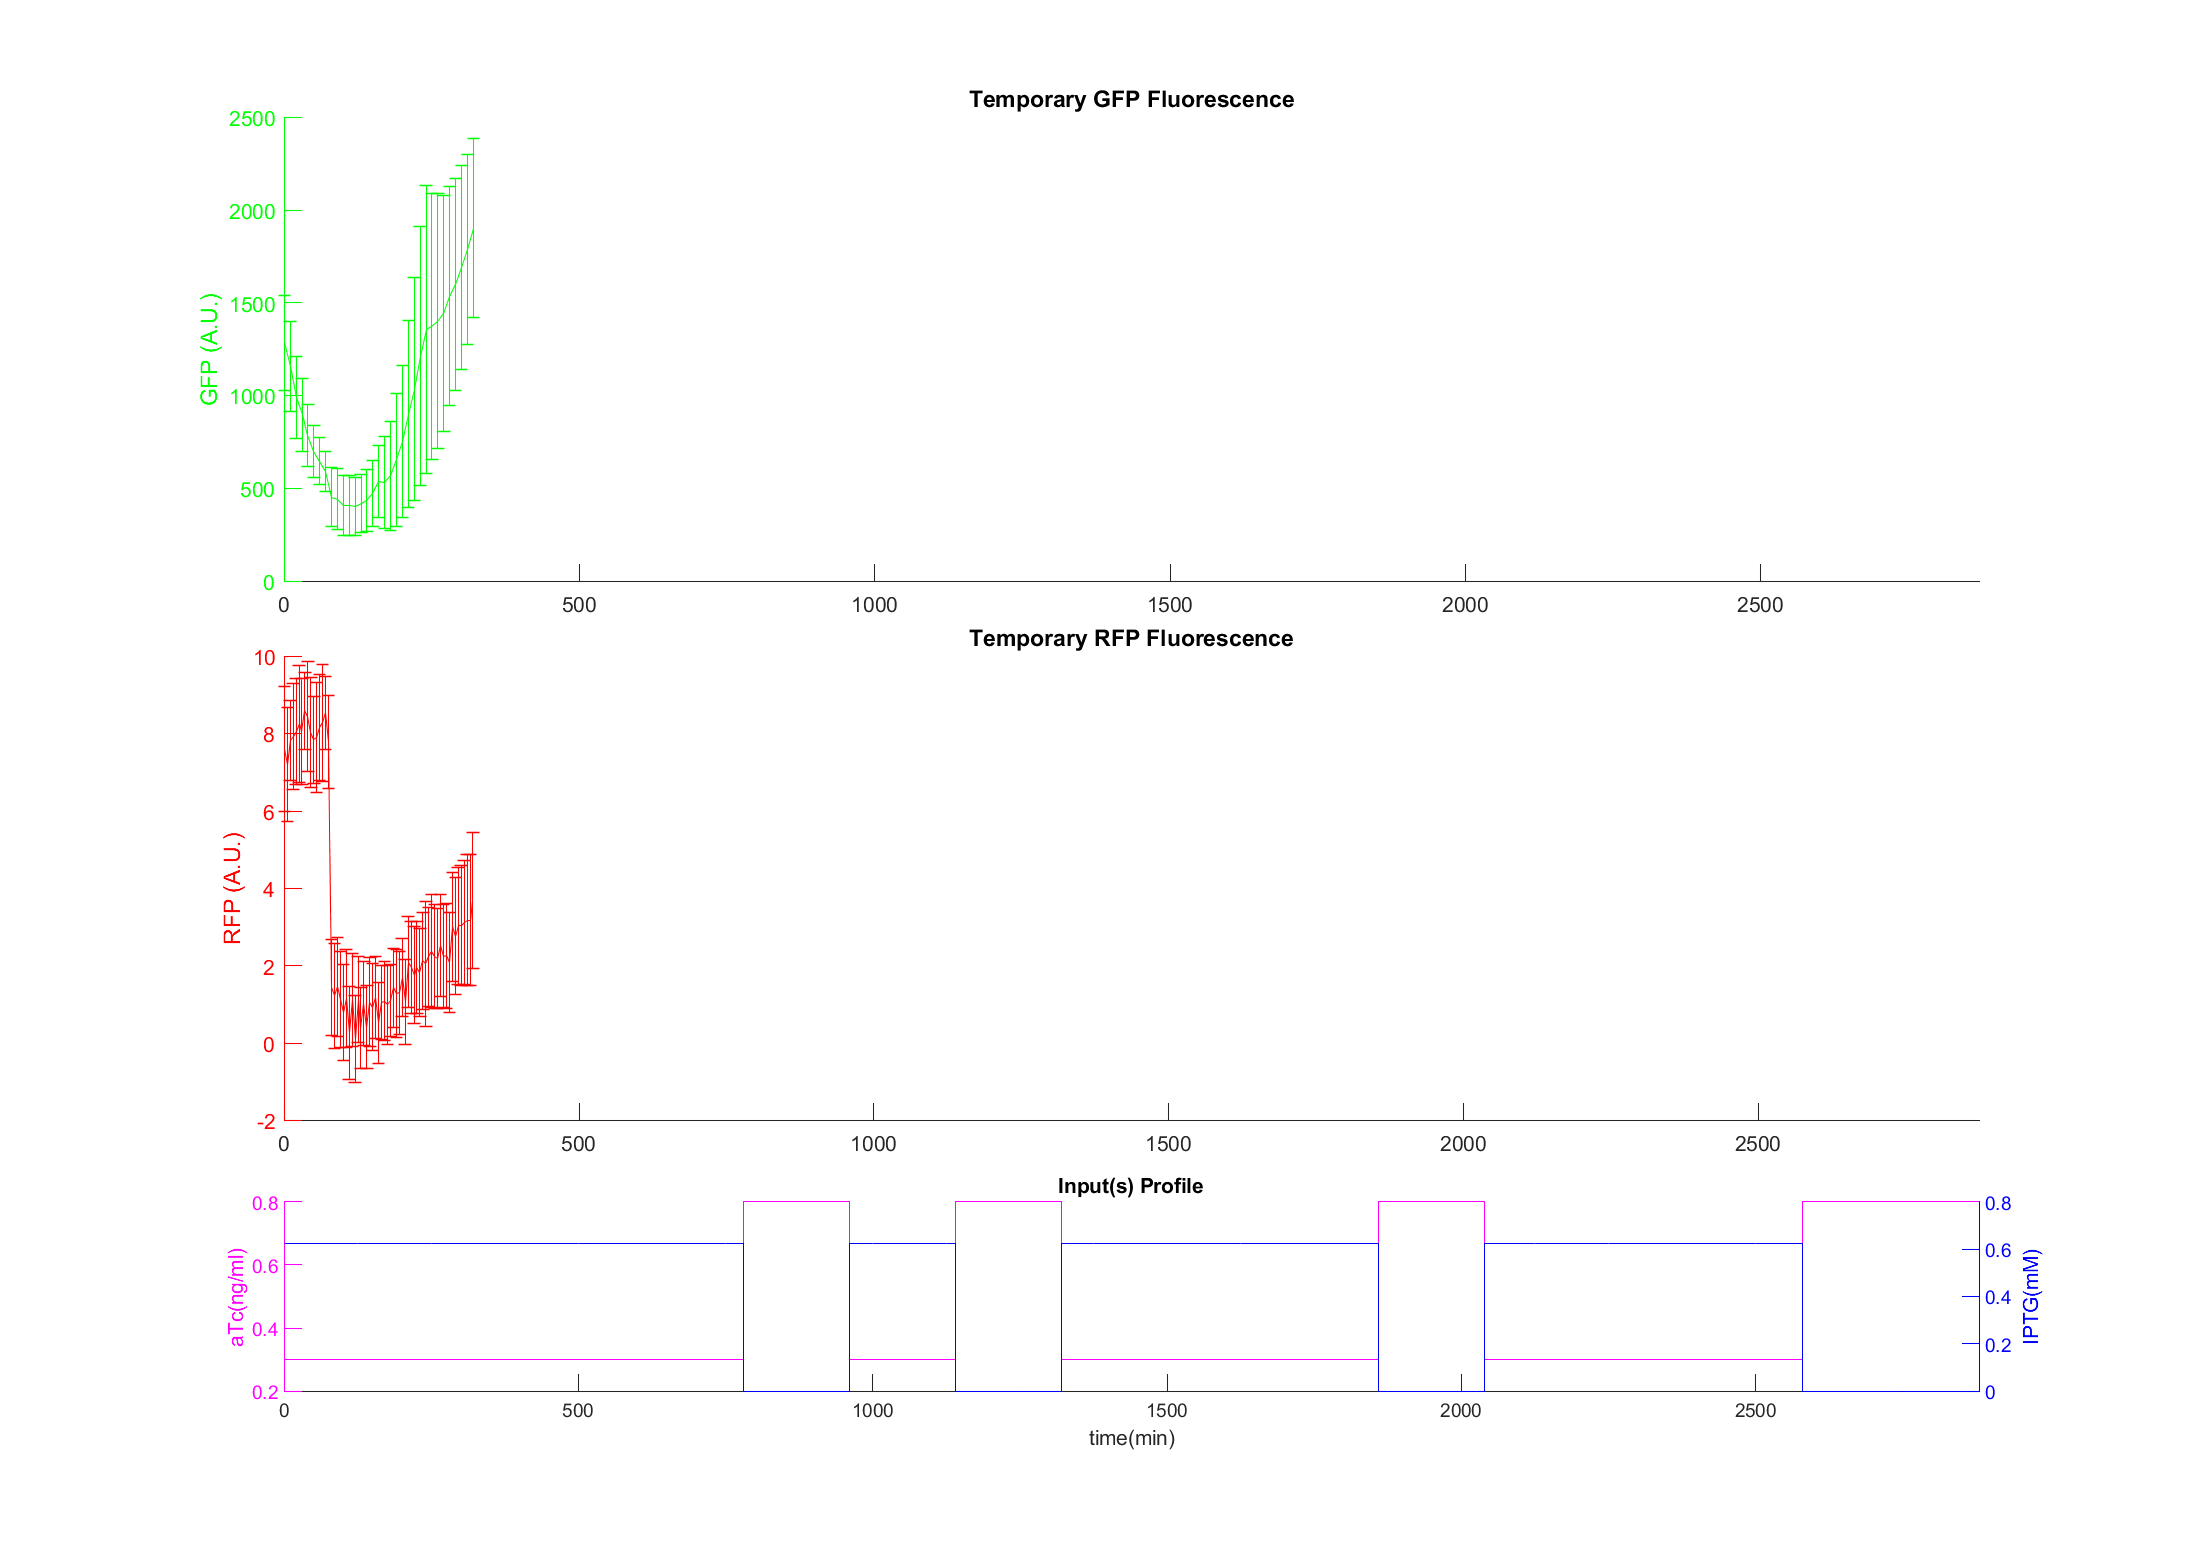 Temporary GFP Fluorescence
2500
2000
1500
1000
500
0
GFP (A.U.)
0 500 1000 1500 2000 2500
Temporary RFP Fluorescence
10
8
6
4
2
0
-2
RFP (A.U.)
0 500 1000 1500 2000 2500
Input(s) Profile
0.8
0.6
0.4
0.2
aTc(ng/ml)
0.8
0.6
0.4
0.2
0
IPTG(mM)
0 500 1000 1500 2000 2500
time(min)